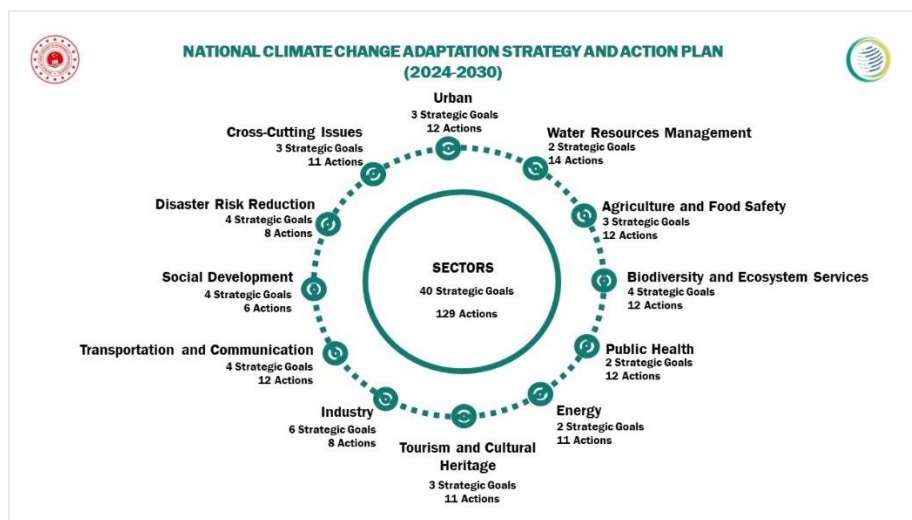 NATIONAL CLIMATE CHANGE ADAPTATION STRATEGY AND ACTION PLAN
(2024-2030)
Urban
3 Strategic Goals
12 Actions
Water Resources Management
2 Strategic Goals
14 Actions
Agriculture and Food Safety
3 Strategic Goals
12 Actions
Biodiversity and Ecosystem Services
4 Strategic Goals
12 Actions
Public Health
2 Strategic Goals
12 Actions
Energy
2 Strategic Goals
11 Actions
Tourism and Cultural
Heritage
3 Strategic Goals
11 Actions
Industry
6 Strategic Goals
8 Actions
Transportation and Communication
4 Strategic Goals
12 Actions
Social Development
4 Strategic Goals
6 Actions
Disaster Risk Reduction
4 Strategic Goals
8 Actions
Cross-Cutting Issues
3 Strategic Goals
11 Actions
SECTORS
40 Strategic Goals
129 Actions